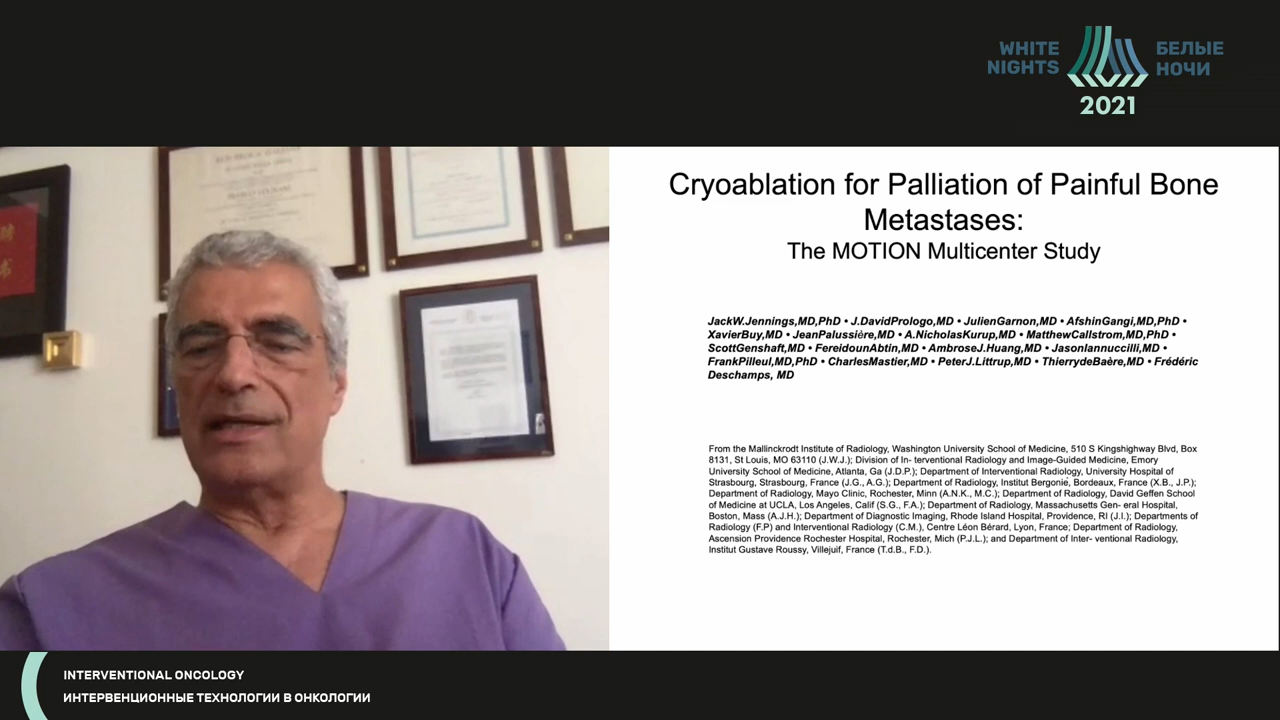 WHITE NIGHTS
БЕЛЫЕ НОЧИ
2021
Cryoablation for Palliation of Painful Bone
Metastases:
The MOTION Multicenter Study
JackW.Jennings,MD,PhD • J.DavidPrologo,MD • JulienGarnon,MD • AfshinGangi,MD,PhD •
XavierBuy,MD • JeanPalussière,MD • A.NicholasKurup,MD • MatthewCallstrom,MD,PhD •
ScottGenshaft,MD • FereidounAbtin,MD • AmbroseJ.Huang,MD • JasonIannuccilli,MD •
FrankPilleul,MD,PhD • CharlesMastier,MD • PeterJ.Littrup,MD • ThierrydeBaère,MD • Frédéric
Deschamps, MD
From the Mallinckrodt Institute of Radiology, Washington University School of Medicine, 510 S Kingshighway Blvd, Box
8131, St Louis, MO 63110 (J.W.J.); Division of In- terventional Radiology and Image-Guided Medicine, Emory
University School of Medicine, Atlanta, Ga (J.D.P.); Department of Interventional Radiology, University Hospital of
Strasbourg, Strasbourg, France (J.G., A.G.); Department of Radiology, Institut Bergonié, Bordeaux, France (X.B., J.P.);
Department of Radiology, Mayo Clinic, Rochester, Minn (A.N.K., M.C.); Department of Radiology, David Geffen School
of Medicine at UCLA, Los Angeles, Calif (S.G., F.A.); Department of Radiology, Massachusetts Gen- eral Hospital,
Boston, Mass (A.J.H.); Department of Diagnostic Imaging, Rhode Island Hospital, Providence, RI (J.I.); Departments of
Radiology (F.P) and Interventional Radiology (C.M.), Centre Léon Bérard, Lyon, France; Department of Radiology,
Ascension Providence Rochester Hospital, Rochester, Mich (P.J.L.); and Department of Inter- ventional Radiology,
Institut Gustave Roussy, Villejuif, France (T.d.B., F.D.).
INTERVENTIONAL ONCOLOGY
ИНТЕРВЕНЦИОННЫЕ ТЕХНОЛОГИИ В ОНКОЛОГИИ